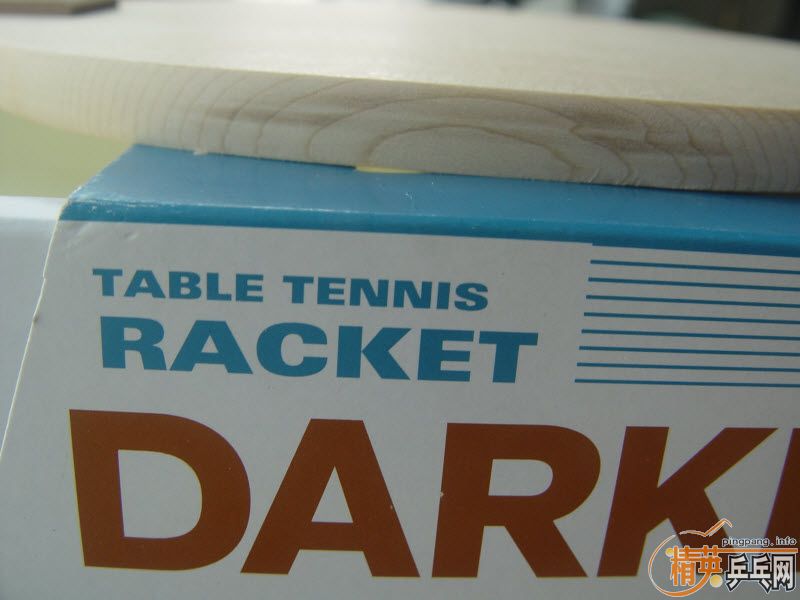 TABLE TENNIS
RACKET
DARK
pingpang.info
精英乒乓网